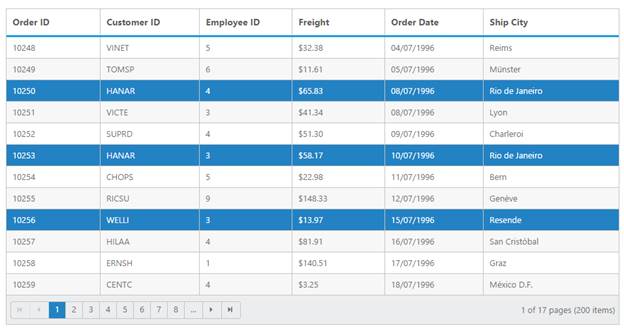 Order ID Customer ID Employee ID Freight Order Date Ship City
10248 VINET 5 $32.38 04/07/1996 Reims
10249 TOMSP 6 $11.61 05/07/1996 Münster
10250 HANAR 4 $65.83 08/07/1996 Rio de Janeiro
10251 VICTE 3 $41.34 08/07/1996 Lyon
10252 SUPRD 4 $51.30 09/07/1996 Charleroi
10253 HANAR 3 $58.17 10/07/1996 Rio de Janeiro
10254 CHOPS 5 $22.98 11/07/1996 Bern
10255 RICSU 9 $148.33 12/07/1996 Genève
10256 WELLI 3 $13.97 15/07/1996 Resende
10257 HILAA 4 $81.91 16/07/1996 San Cristóbal
10258 ERNSH 1 $140.51 17/07/1996 Graz
10259 CENTC 4 $3.25 18/07/1996 México D.F.
1 2 3 4 5 6 7 8 ... 1 of 17 pages (200 items)